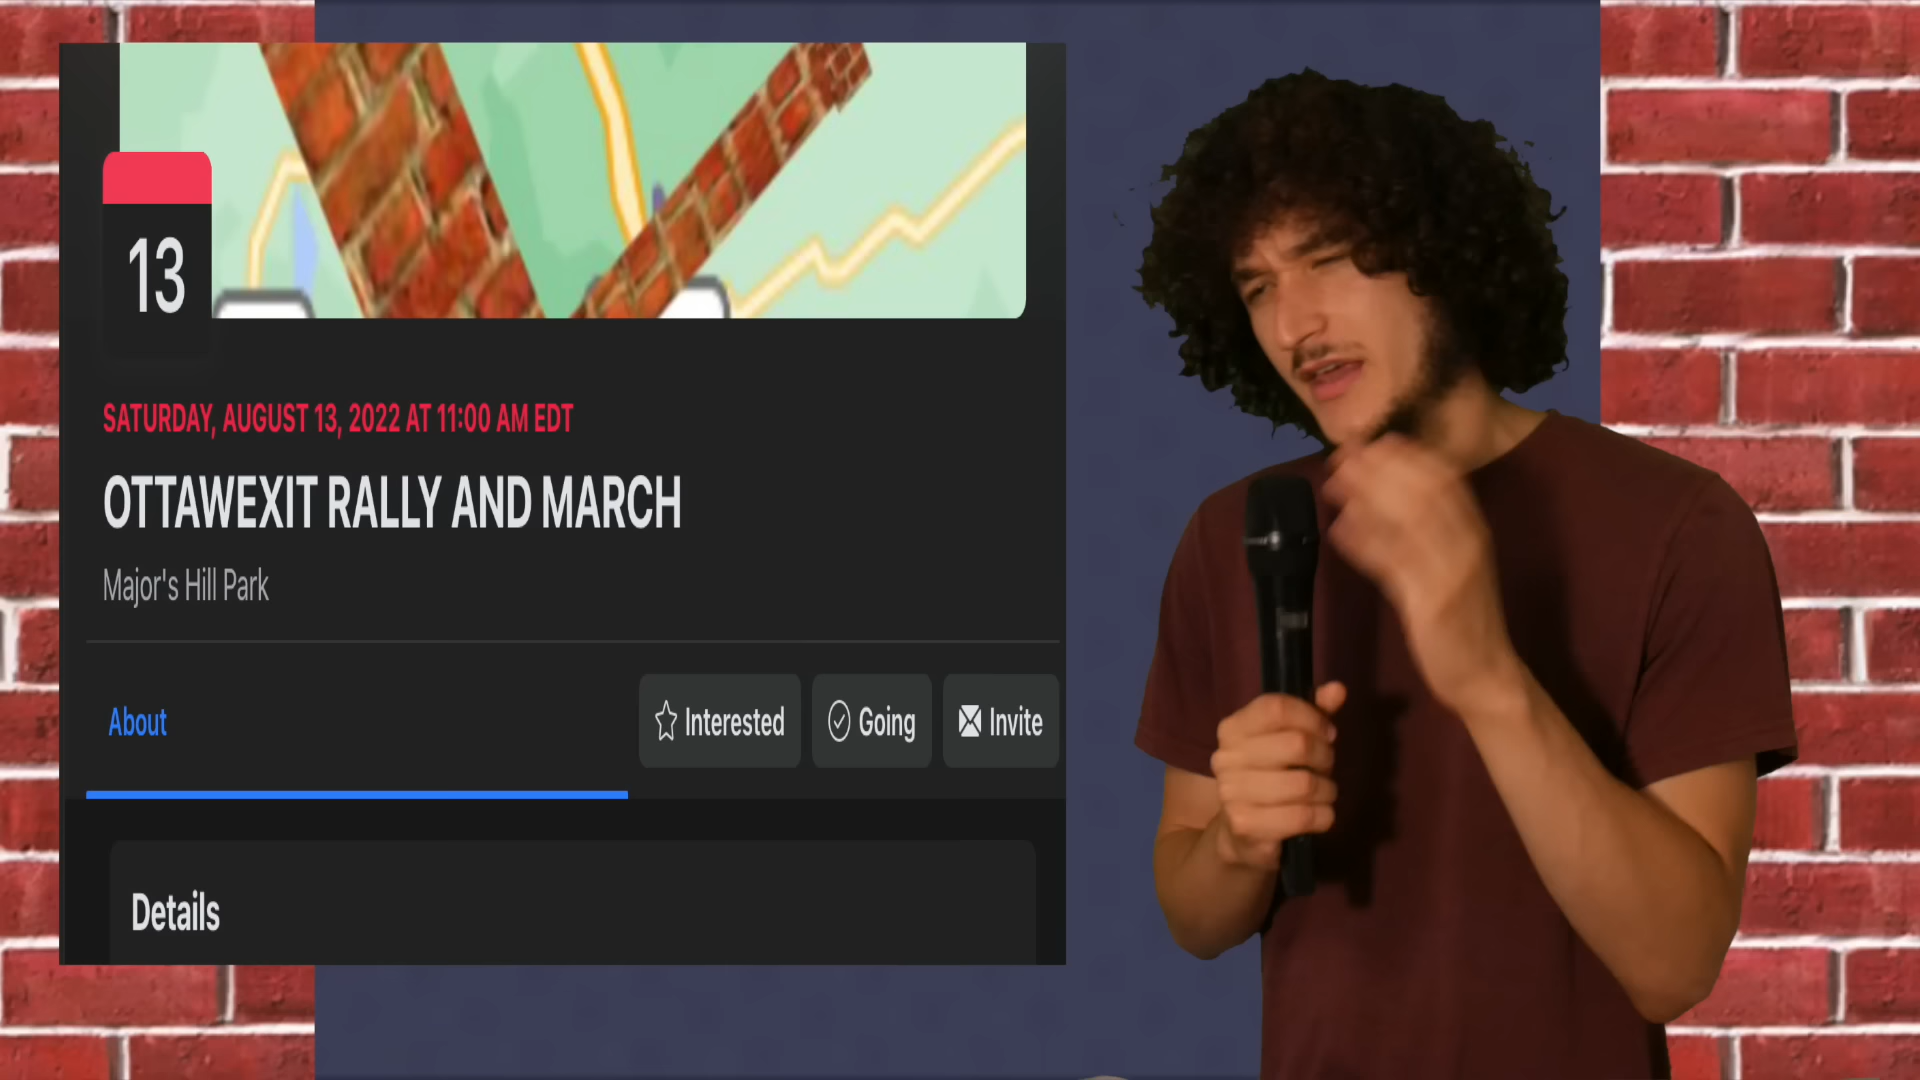 13
SATURDAY, AUGUST 13, 2022 AT 11:00 AM EDT
OTTAWEXIT RALLY AND MARCH
Major's Hill Park
About
Interested
Going
Invite
Details